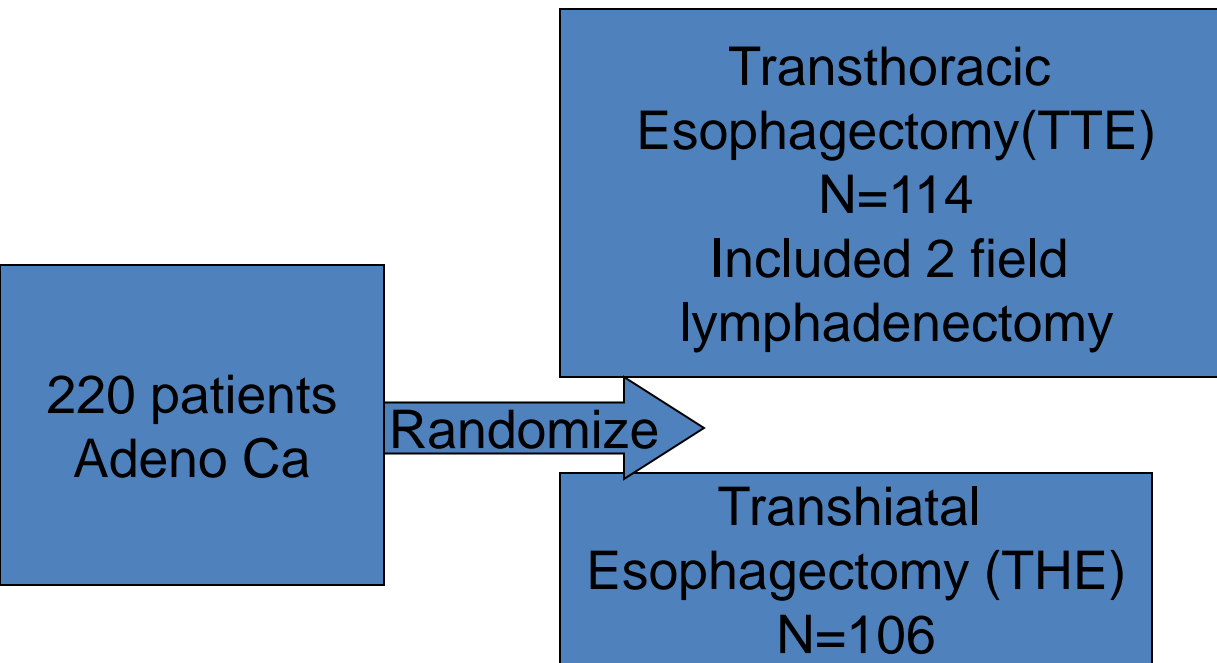 220 patients
Adeno Ca
Randomize
Transthoracic
Esophagectomy(TTE)
N=114
Included 2 field
lymphadenectomy
Transhiatal
Esophagectomy (THE)
N=106